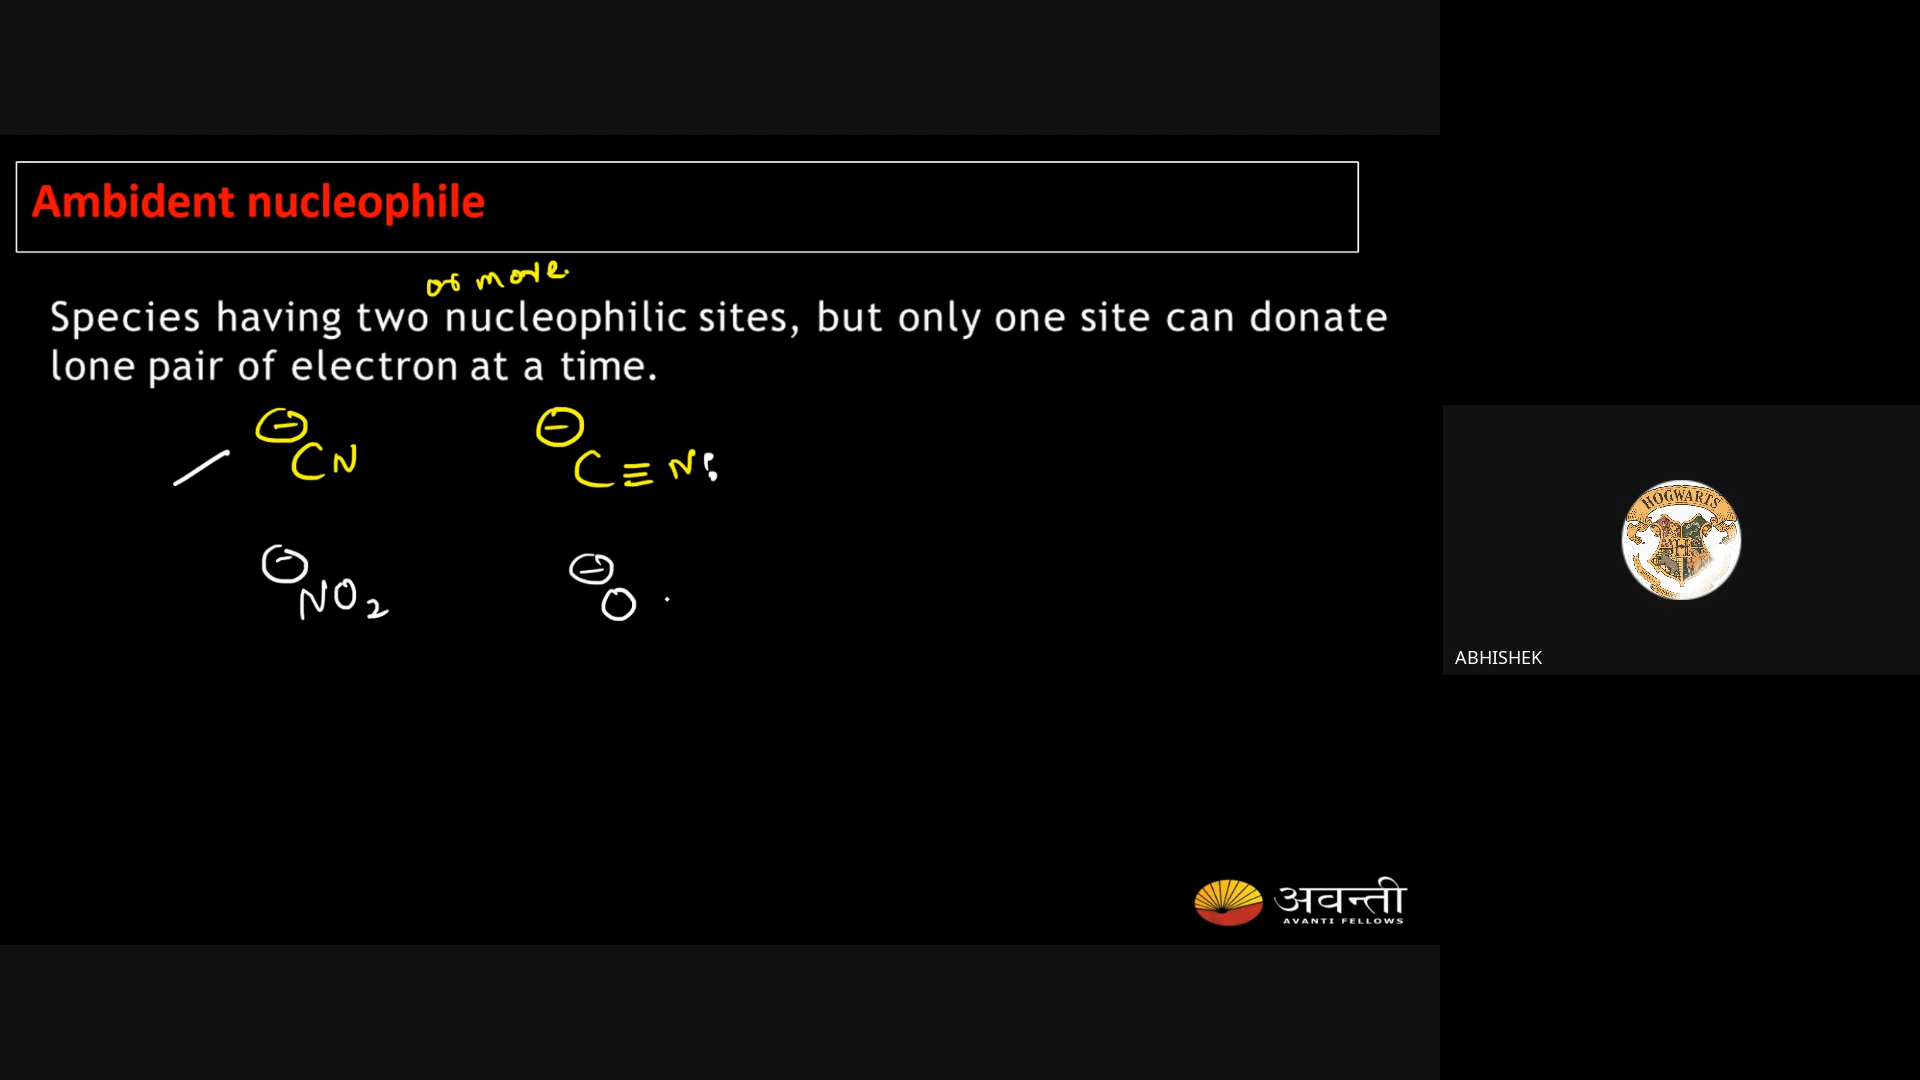 Ambident nucleophile
or more.
Species having two nucleophilic sites, but only one site can donate
lone pair of electron at a time.
⊖CN ⊖C≡N:
⊖NO₂ ⊖O
HOGWARTS
ABHISHEK
अवन्ती
AVANTI FELLOWS